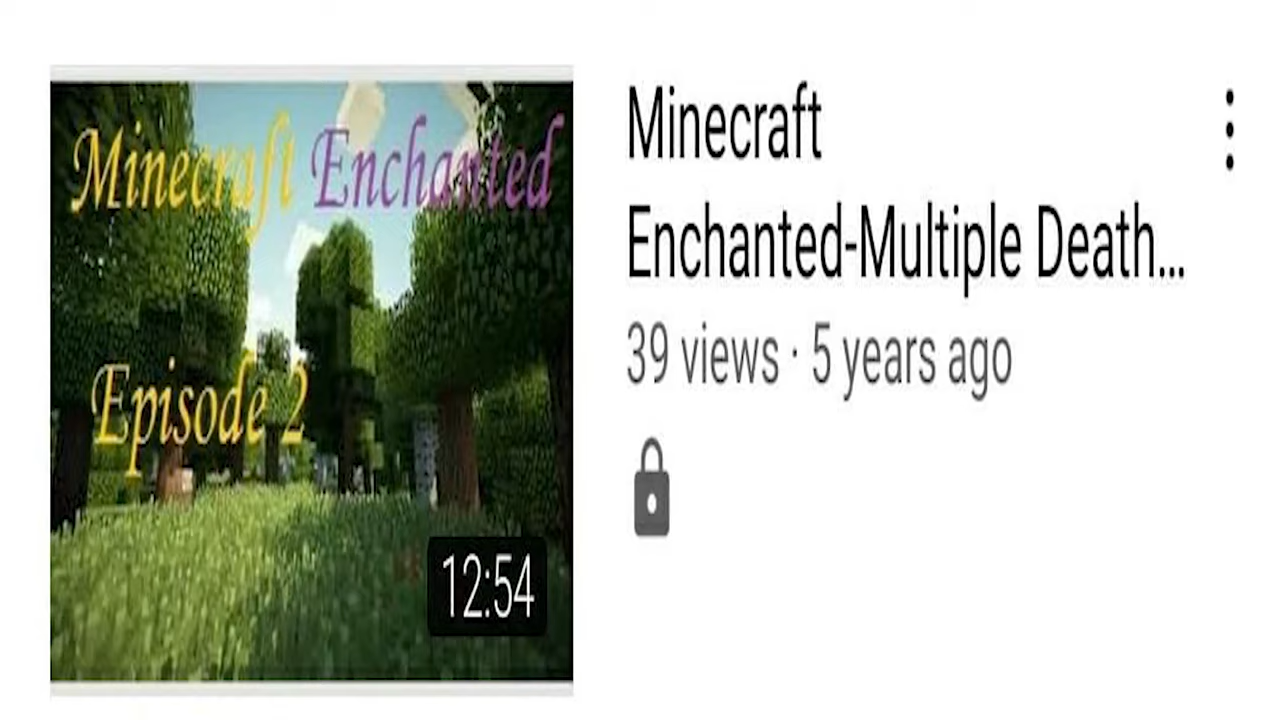 Minecraft Enchanted
Episode 2
12:54
Minecraft
Enchanted-Multiple Death...
39 views · 5 years ago